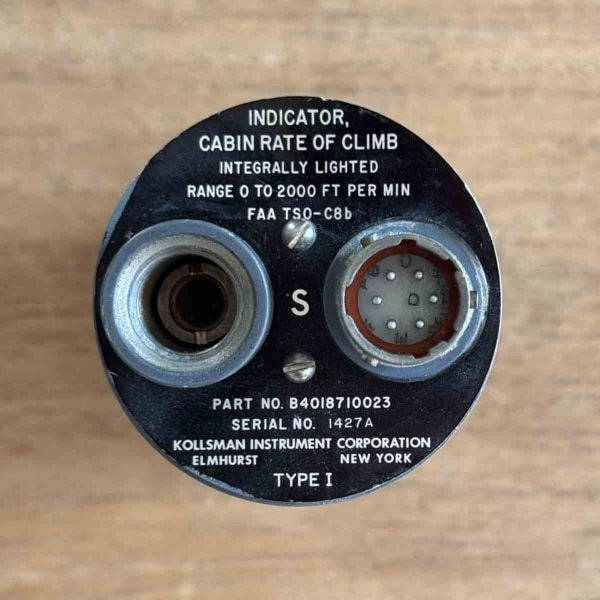 INDICATOR,
CABIN RATE OF CLIMB
INTEGRALLY LIGHTED
RANGE 0 TO 2000 FT PER MIN
FAA TSO-C8b
S
PART NO. B4018710023
SERIAL NO. 1427A
KOLLSMAN INSTRUMENT CORPORATION
ELMHURST NEW YORK
TYPE I